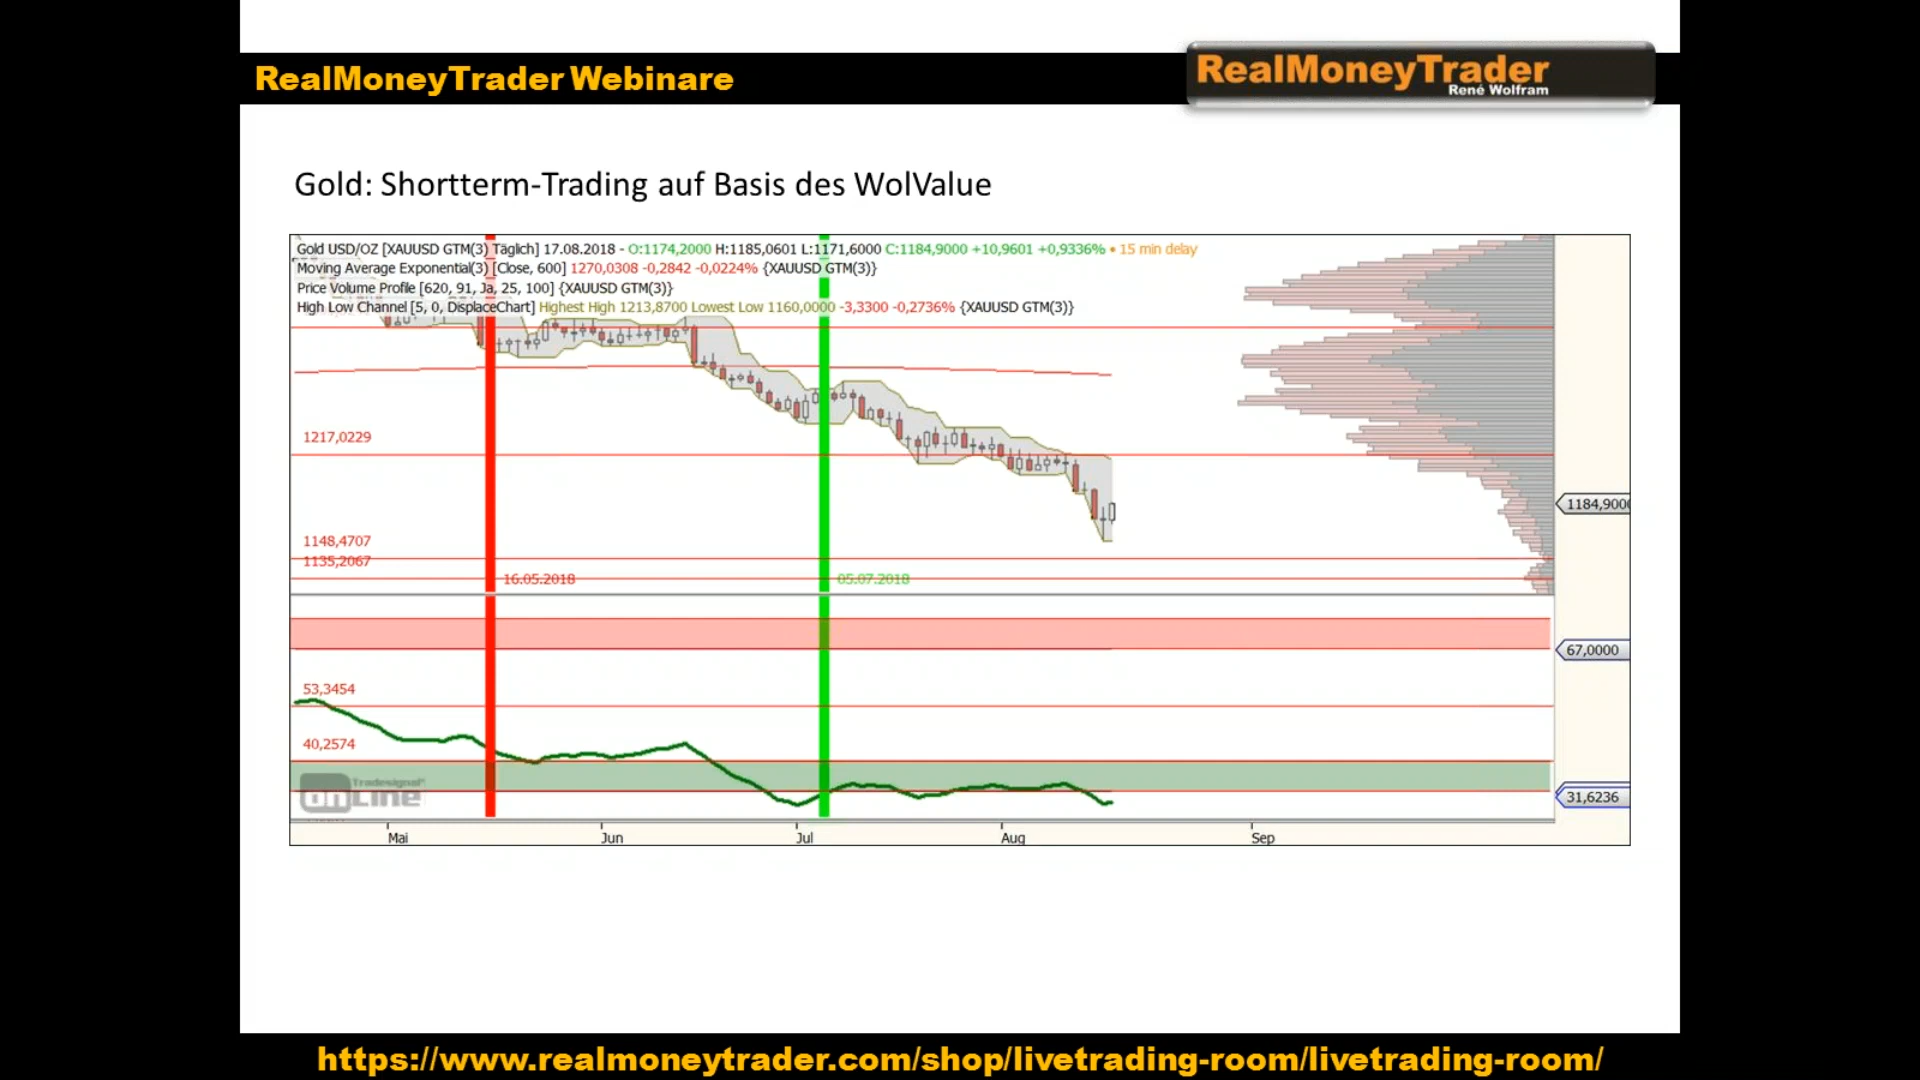 RealMoneyTrader Webinare
RealMoneyTrader
René Wolfram
Gold: Shortterm-Trading auf Basis des WolValue
Gold USD/OZ [XAUUSD GTM(3) Täglich] 17.08.2018 - O:1174,2000 H:1185,0601 L:1171,6000 C:1184,9000 +10,9601 +0,9336% • 15 min delay
Moving Average Exponential(3) [Close, 600] 1270,0308 -0,2842 -0,0224% {XAUUSD GTM(3)}
Price Volume Profile [620, 91, Ja, 25, 100] {XAUUSD GTM(3)}
High Low Channel [5, 0, DisplaceChart] Highest High 1213,8700 Lowest Low 1160,0000 -3,3300 -0,2736% {XAUUSD GTM(3)}
1217,0229
1184,9000
1148,4707
1135,2067
16.05.2018 05.07.2018
67,0000
53,3454
40,2574
Tradesignal
onLine
31,6236
Mai Jun Jul Aug Sep
https://www.realmoneytrader.com/shop/livetrading-room/livetrading-room/